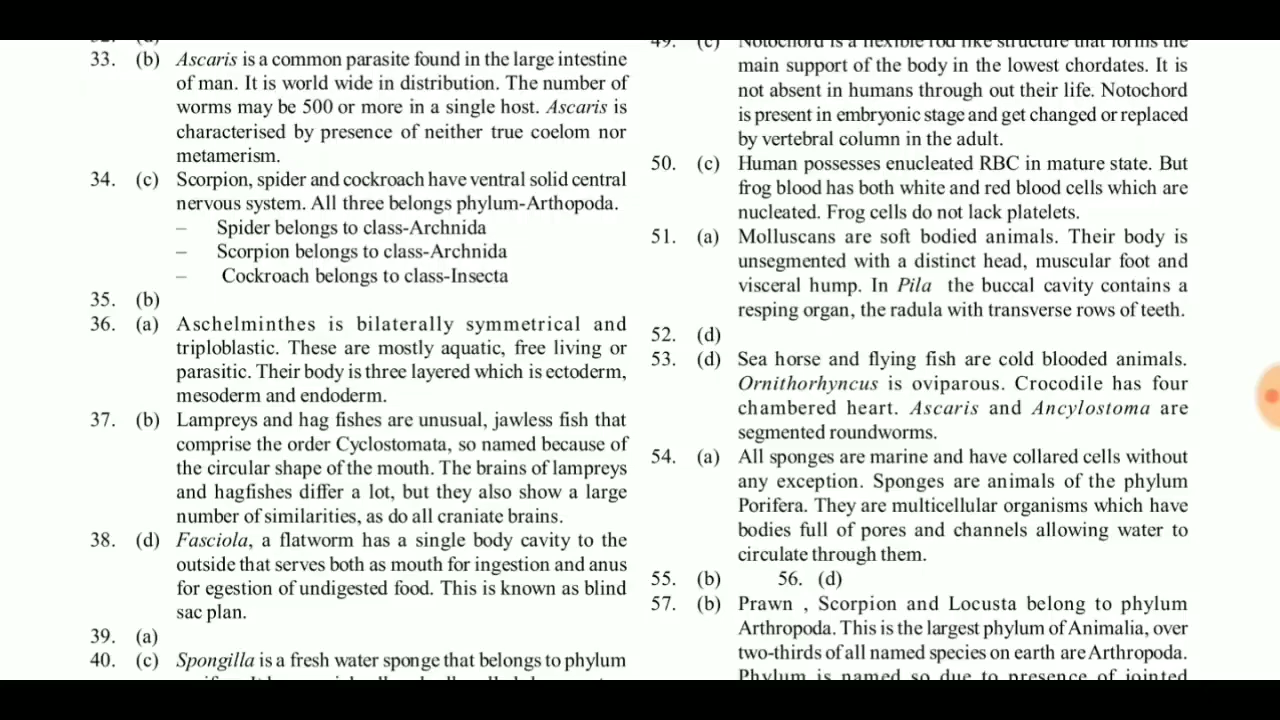 33. (b) Ascaris is a common parasite found in the large intestine
of man. It is world wide in distribution. The number of
worms may be 500 or more in a single host. Ascaris is
characterised by presence of neither true coelom nor
metamerism.
34. (c) Scorpion, spider and cockroach have ventral solid central
nervous system. All three belongs phylum-Arthopoda.
– Spider belongs to class-Archnida
– Scorpion belongs to class-Archnida
– Cockroach belongs to class-Insecta
35. (b)
36. (a) Aschelminthes is bilaterally symmetrical and
triploblastic. These are mostly aquatic, free living or
parasitic. Their body is three layered which is ectoderm,
mesoderm and endoderm.
37. (b) Lampreys and hag fishes are unusual, jawless fish that
comprise the order Cyclostomata, so named because of
the circular shape of the mouth. The brains of lampreys
and hagfishes differ a lot, but they also show a large
number of similarities, as do all craniate brains.
38. (d) Fasciola, a flatworm has a single body cavity to the
outside that serves both as mouth for ingestion and anus
for egestion of undigested food. This is known as blind
sac plan.
39. (a)
40. (c) Spongilla is a fresh water sponge that belongs to phylum
49. (c) Notochord is a flexible rod like structure that forms the
main support of the body in the lowest chordates. It is
not absent in humans through out their life. Notochord
is present in embryonic stage and get changed or replaced
by vertebral column in the adult.
50. (c) Human possesses enucleated RBC in mature state. But
frog blood has both white and red blood cells which are
nucleated. Frog cells do not lack platelets.
51. (a) Molluscans are soft bodied animals. Their body is
unsegmented with a distinct head, muscular foot and
visceral hump. In Pila the buccal cavity contains a
resping organ, the radula with transverse rows of teeth.
52. (d)
53. (d) Sea horse and flying fish are cold blooded animals.
Ornithorhyncus is oviparous. Crocodile has four
chambered heart. Ascaris and Ancylostoma are
segmented roundworms.
54. (a) All sponges are marine and have collared cells without
any exception. Sponges are animals of the phylum
Porifera. They are multicellular organisms which have
bodies full of pores and channels allowing water to
circulate through them.
55. (b) 56. (d)
57. (b) Prawn , Scorpion and Locusta belong to phylum
Arthropoda. This is the largest phylum of Animalia, over
two-thirds of all named species on earth are Arthropoda.
Phylum is named so due to presence of jointed